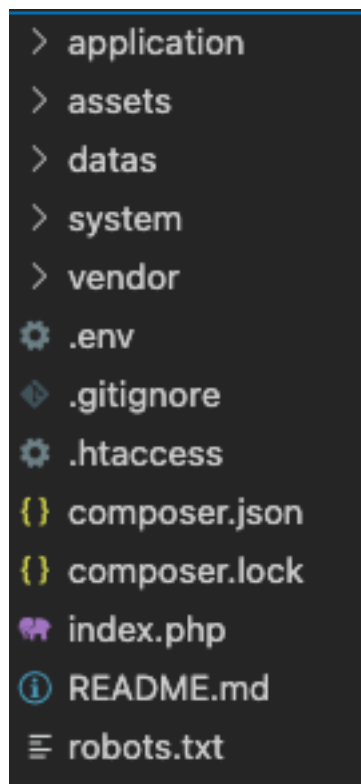 application
assets
datas
system
vendor
.env
.gitignore
.htaccess
composer.json
composer.lock
index.php
README.md
robots.txt